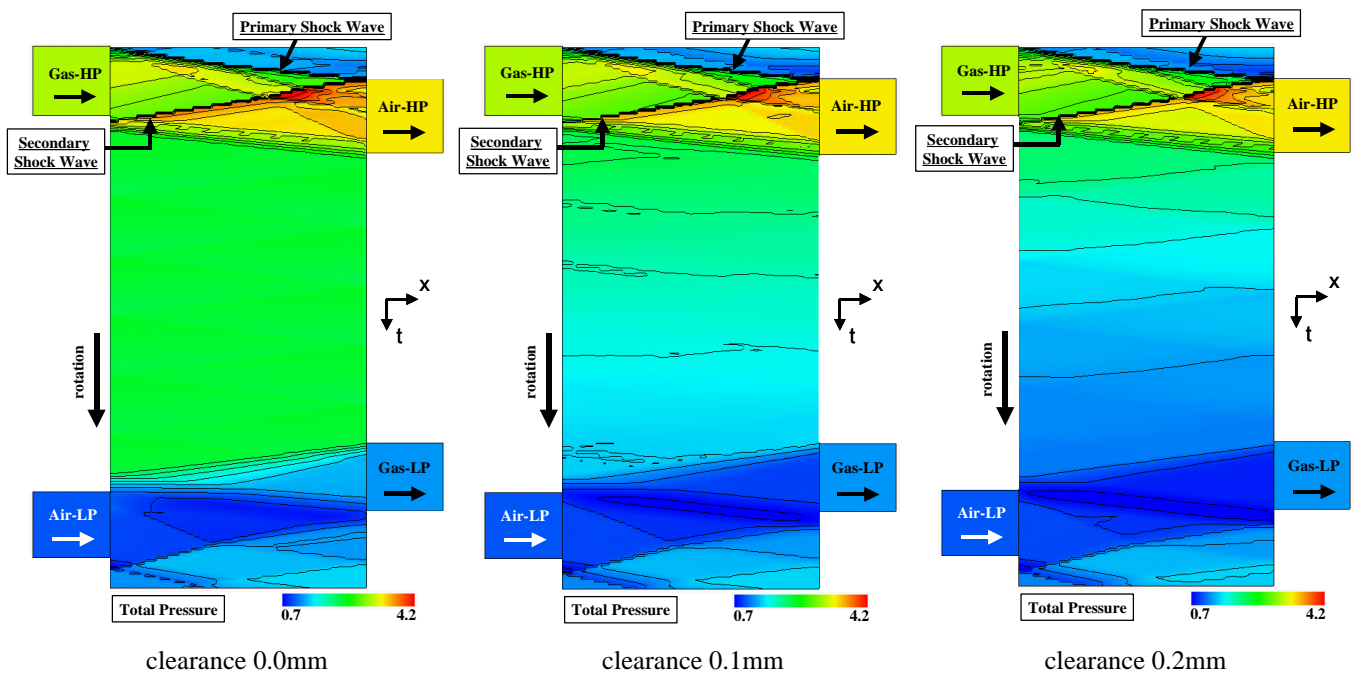 Primary Shock Wave
Gas-HP
Air-HP
Secondary
Shock Wave
x
t
rotation
Gas-LP
Air-LP
Total Pressure
0.7
4.2
clearance 0.0mm
Primary Shock Wave
Gas-HP
Air-HP
Secondary
Shock Wave
x
t
rotation
Gas-LP
Air-LP
Total Pressure
0.7
4.2
clearance 0.1mm
Primary Shock Wave
Gas-HP
Air-HP
Secondary
Shock Wave
x
t
rotation
Gas-LP
Air-LP
Total Pressure
0.7
4.2
clearance 0.2mm